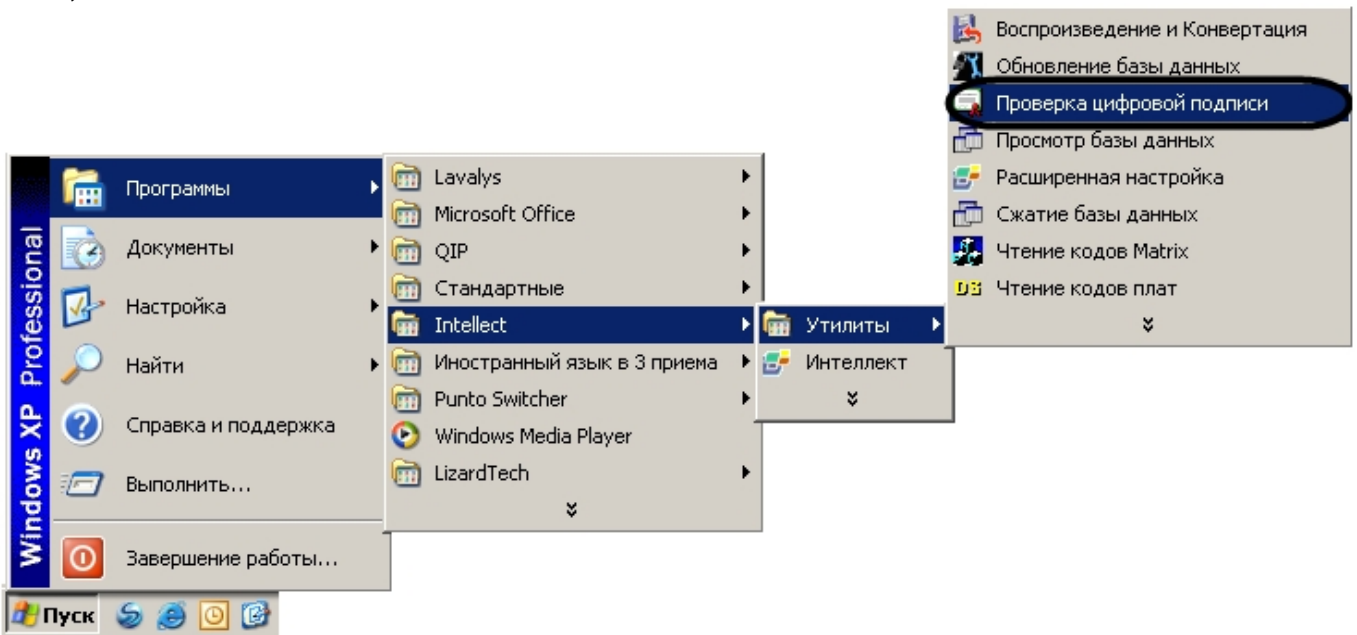 Воспроизведение и Конвертация
Обновление базы данных
Проверка цифровой подписи
Просмотр базы данных
Расширенная настройка
Сжатие базы данных
Чтение кодов Matrix
DS Чтение кодов плат
Lavalys
Microsoft Office
QIP
Стандартные
Intellect
Иностранный язык в 3 приема
Punto Switcher
Windows Media Player
LizardTech
Утилиты
Интеллект
Программы
Документы
Настройка
Найти
Справка и поддержка
Выполнить...
Завершение работы...
Windows XP Professional
Пуск